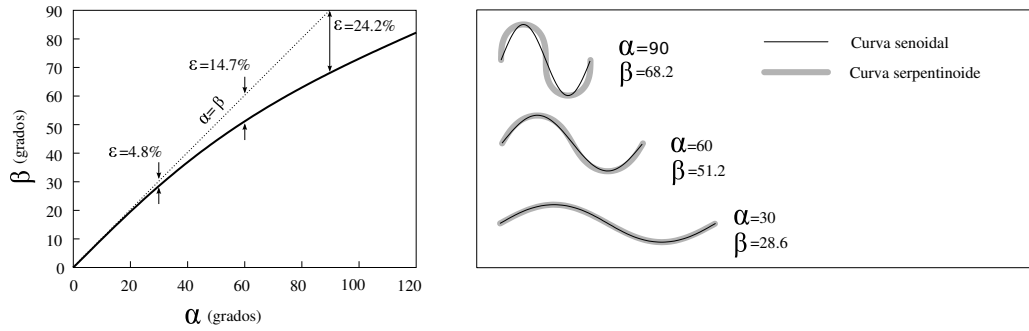 90
80
70
60
50
40
30
20
10
0
β (grados)
0 20 40 60 80 100 120
α (grados)
ε=24.2%
ε=14.7%
α=β
ε=4.8%
α=90
β=68.2
α=60
β=51.2
α=30
β=28.6
Curva senoidal
Curva serpentinoide